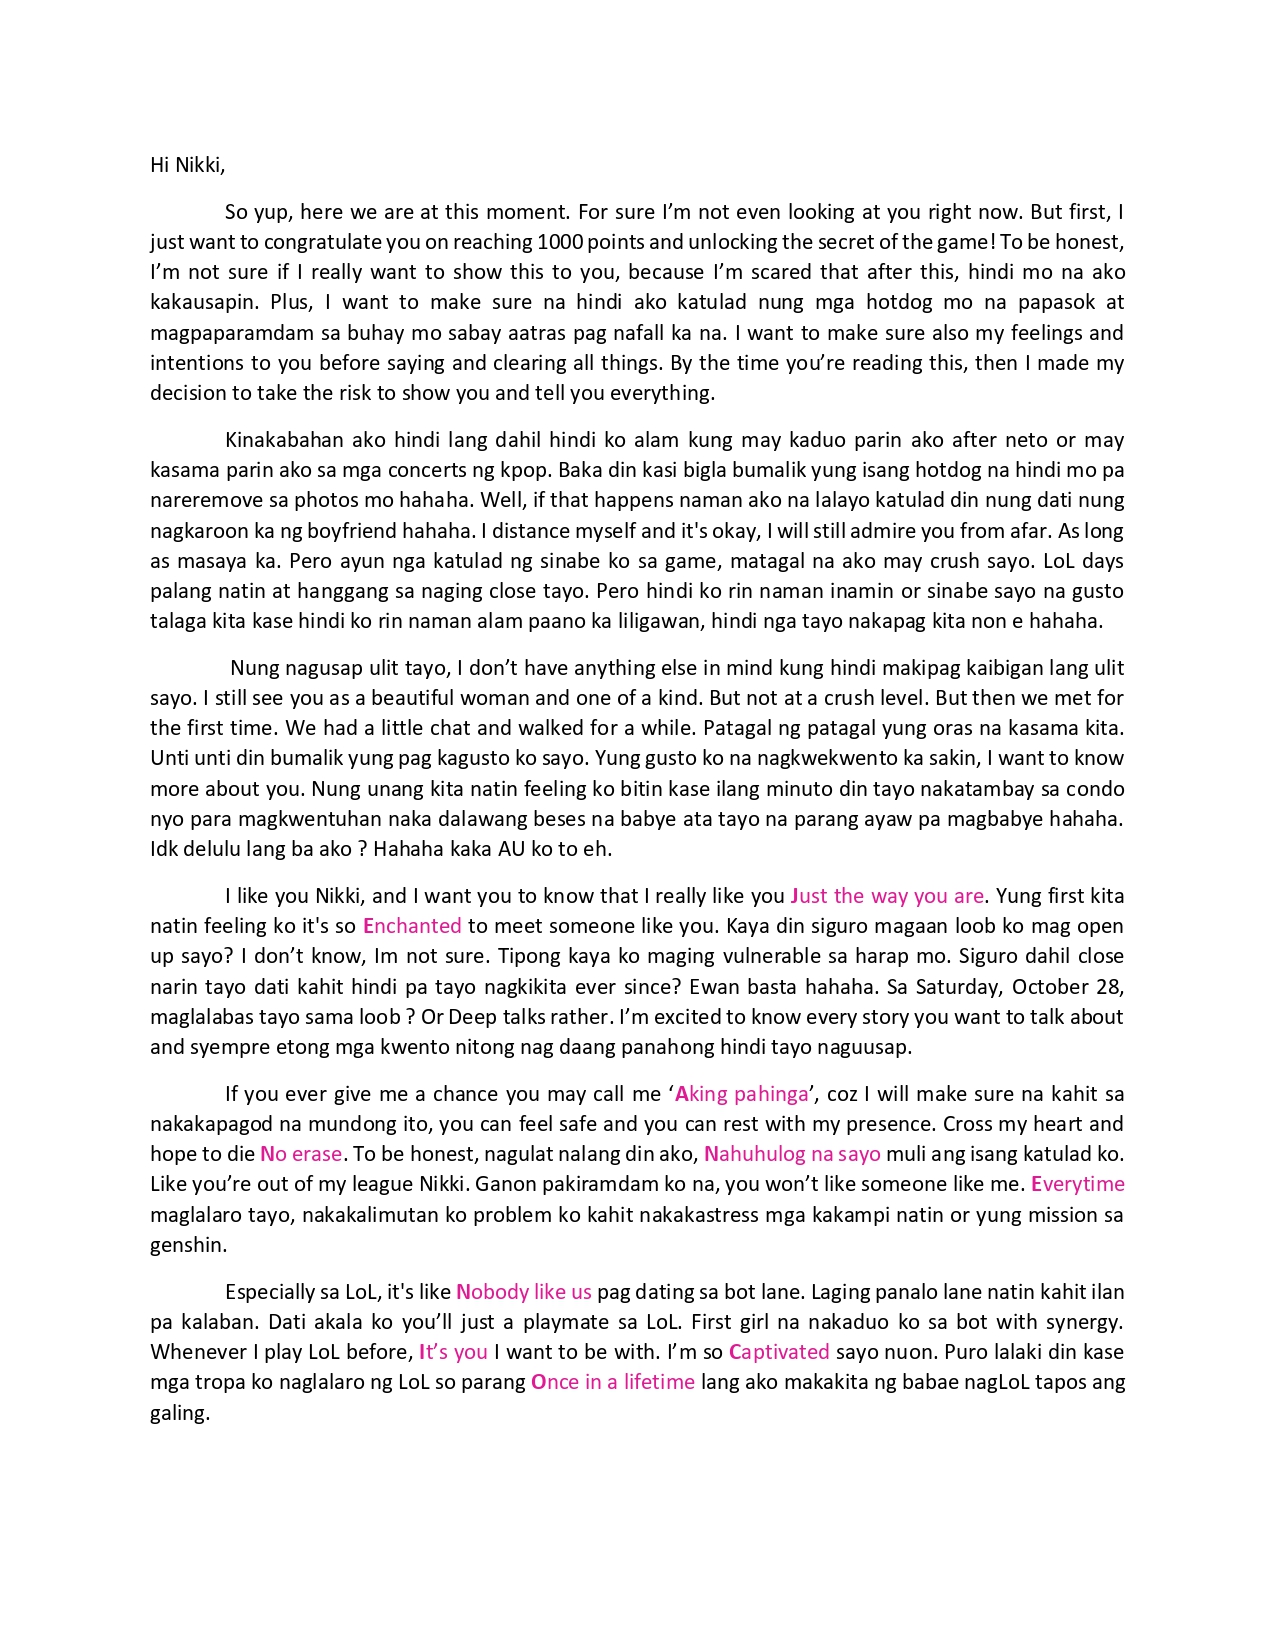 Hi Nikki,
So yup, here we are at this moment. For sure I’m not even looking at you right now. But first, I
just want to congratulate you on reaching 1000 points and unlocking the secret of the game! To be honest,
I’m not sure if I really want to show this to you, because I’m scared that after this, hindi mo na ako
kakausapin. Plus, I want to make sure na hindi ako katulad nung mga hotdog mo na papasok at
magpaparamdam sa buhay mo sabay aatras pag nafall ka na. I want to make sure also my feelings and
intentions to you before saying and clearing all things. By the time you’re reading this, then I made my
decision to take the risk to show you and tell you everything.
Kinakabahan ako hindi lang dahil hindi ko alam kung may kaduo parin ako after neto or may
kasama parin ako sa mga concerts ng kpop. Baka din kasi bigla bumalik yung isang hotdog na hindi mo pa
nareremove sa photos mo hahaha. Well, if that happens naman ako na lalayo katulad din nung dati nung
nagkaroon ka ng boyfriend hahaha. I distance myself and it's okay, I will still admire you from afar. As long
as masaya ka. Pero ayun nga katulad ng sinabe ko sa game, matagal na ako may crush sayo. LoL days
palang natin at hanggang sa naging close tayo. Pero hindi ko rin naman inamin or sinabe sayo na gusto
talaga kita kase hindi ko rin naman alam paano ka liligawan, hindi nga tayo nakapag kita non e hahaha.
Nung nagusap ulit tayo, I don’t have anything else in mind kung hindi makipag kaibigan lang ulit
sayo. I still see you as a beautiful woman and one of a kind. But not at a crush level. But then we met for
the first time. We had a little chat and walked for a while. Patagal ng patagal yung oras na kasama kita.
Unti unti din bumalik yung pag kagusto ko sayo. Yung gusto ko na nagkwekwento ka sakin, I want to know
more about you. Nung unang kita natin feeling ko bitin kase ilang minuto din tayo nakatambay sa condo
nyo para magkwentuhan naka dalawang beses na babye ata tayo na parang ayaw pa magbabye hahaha.
Idk delulu lang ba ako ? Hahaha kaka AU ko to eh.
I like you Nikki, and I want you to know that I really like you Just the way you are. Yung first kita
natin feeling ko it's so Enchanted to meet someone like you. Kaya din siguro magaan loob ko mag open
up sayo? I don’t know, Im not sure. Tipong kaya ko maging vulnerable sa harap mo. Siguro dahil close
narin tayo dati kahit hindi pa tayo nagkikita ever since? Ewan basta hahaha. Sa Saturday, October 28,
maglalabas tayo sama loob ? Or Deep talks rather. I’m excited to know every story you want to talk about
and syempre etong mga kwento nitong nag daang panahong hindi tayo naguusap.
If you ever give me a chance you may call me ‘Aking pahinga’, coz I will make sure na kahit sa
nakakapagod na mundong ito, you can feel safe and you can rest with my presence. Cross my heart and
hope to die No erase. To be honest, nagulat nalang din ako, Nahuhulog na sayo muli ang isang katulad ko.
Like you’re out of my league Nikki. Ganon pakiramdam ko na, you won’t like someone like me. Everytime
maglalaro tayo, nakakalimutan ko problem ko kahit nakakastress mga kakampi natin or yung mission sa
genshin.
Especially sa LoL, it's like Nobody like us pag dating sa bot lane. Laging panalo lane natin kahit ilan
pa kalaban. Dati akala ko you’ll just a playmate sa LoL. First girl na nakaduo ko sa bot with synergy.
Whenever I play LoL before, It’s you I want to be with. I’m so Captivated sayo nuon. Puro lalaki din kase
mga tropa ko naglalaro ng LoL so parang Once in a lifetime lang ako makakita ng babae nagLoL tapos ang
galing.